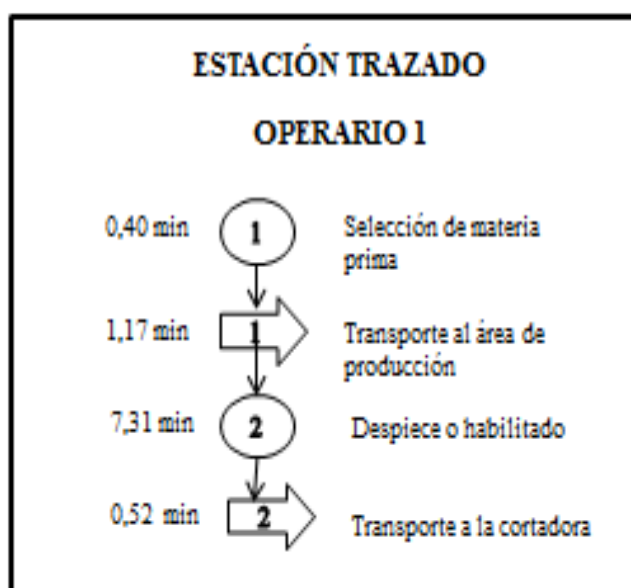 ESTACIÓN TRAZADO
OPERARIO 1
0,40 min
1
Selección de materia
prima
1,17 min
1
Transporte al área de
producción
7,31 min
2
Despiece o habilitado
0,52 min
2
Transporte a la cortadora